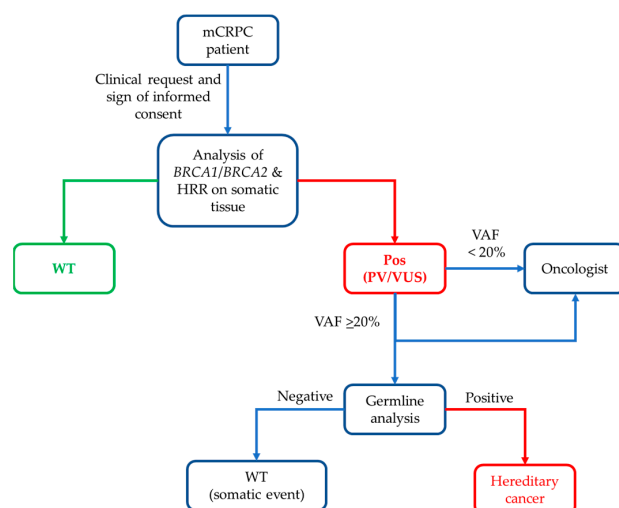 mCRPC
patient
Clinical request and
sign of informed
consent
Analysis of
BRCA1/BRCA2 &
HRR on somatic
tissue
WT
Pos
(PV/VUS)
VAF
< 20%
Oncologist
VAF ≥20%
Negative
Germline
analysis
Positive
WT
(somatic event)
Hereditary
cancer